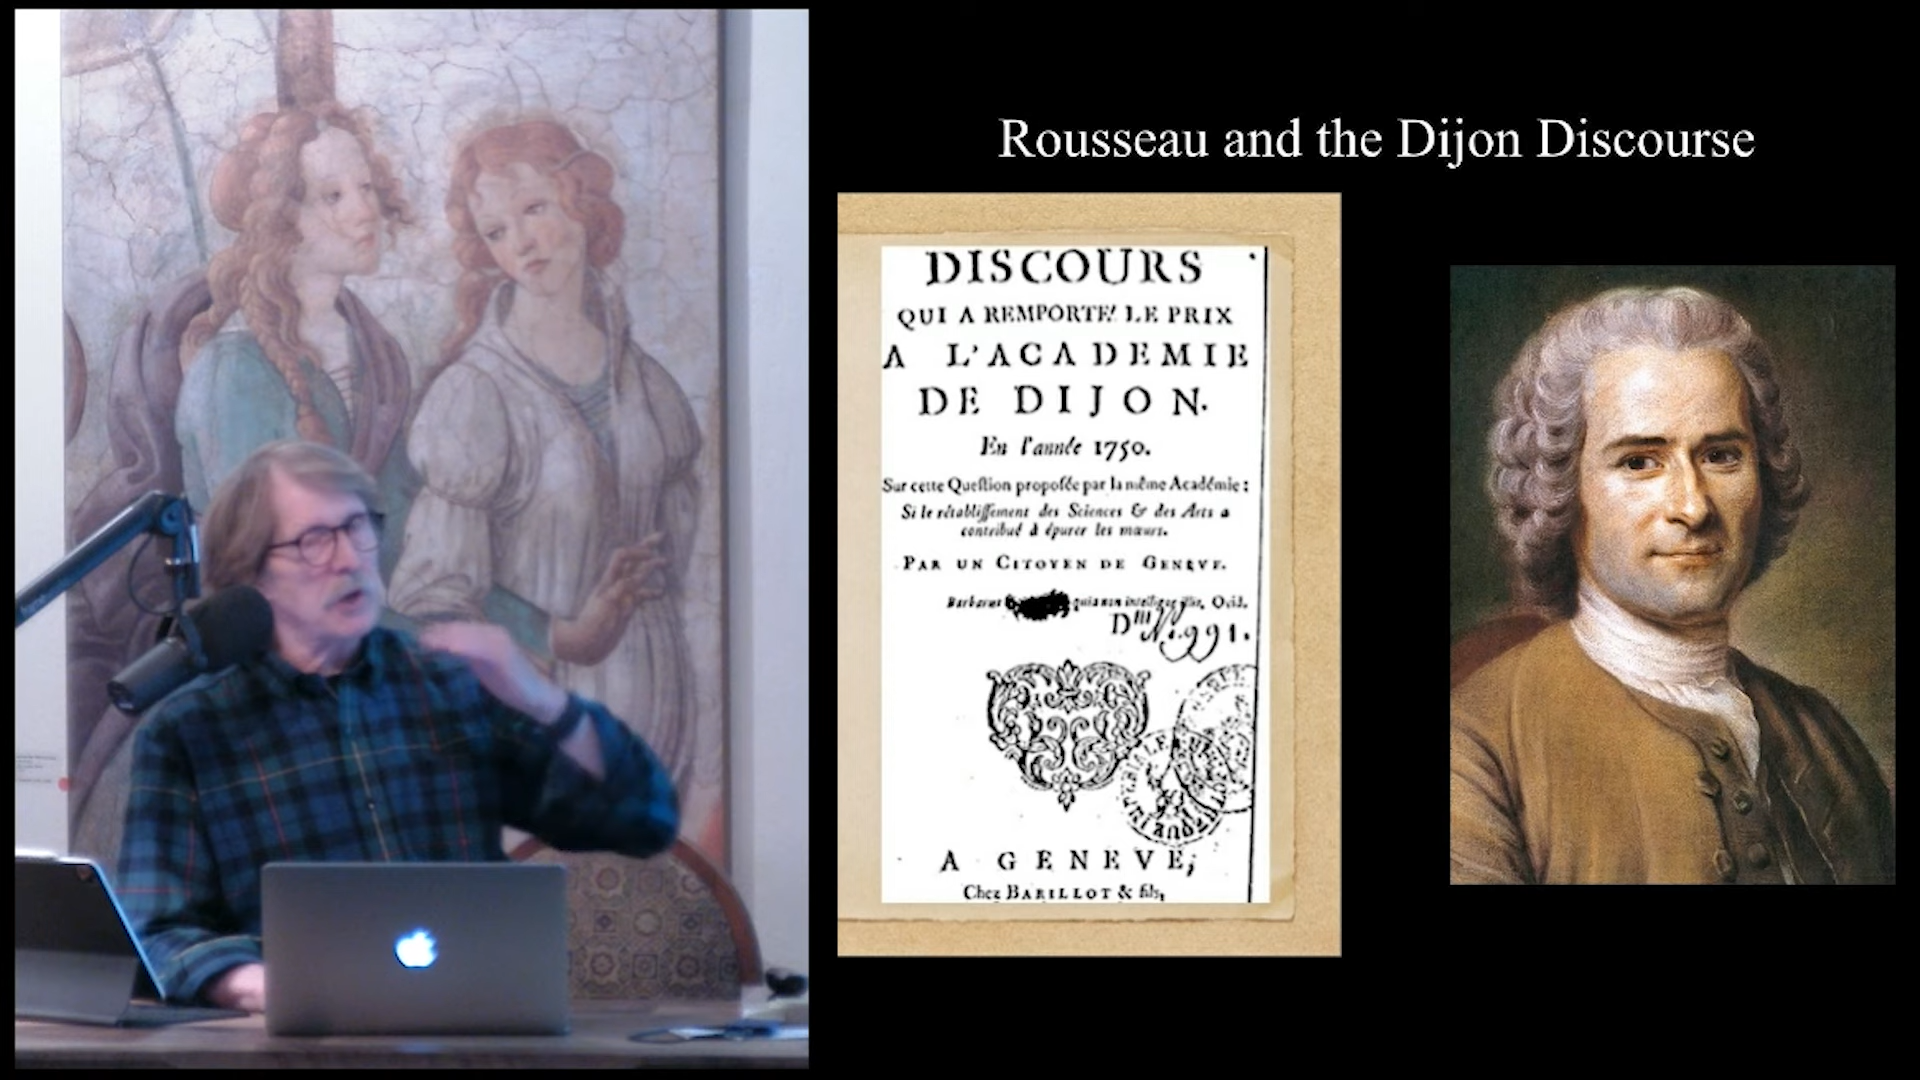 Rousseau and the Dijon Discourse
DISCOURS
QUI A REMPORTE' LE PRIX
A L'ACADEMIE
DE DIJON.
En l'année 1750.
Sur cette Queſtion propoſée par la même Académie:
Si le rétabliſſement des Sciences & des Arts a
contribué à épurer les mœurs.
PAR UN CITOYEN DE GENEVE.
Barbarus quia non intelligor illis, Ovid.
A GENEVE,
Chez BARILLOT & fils,